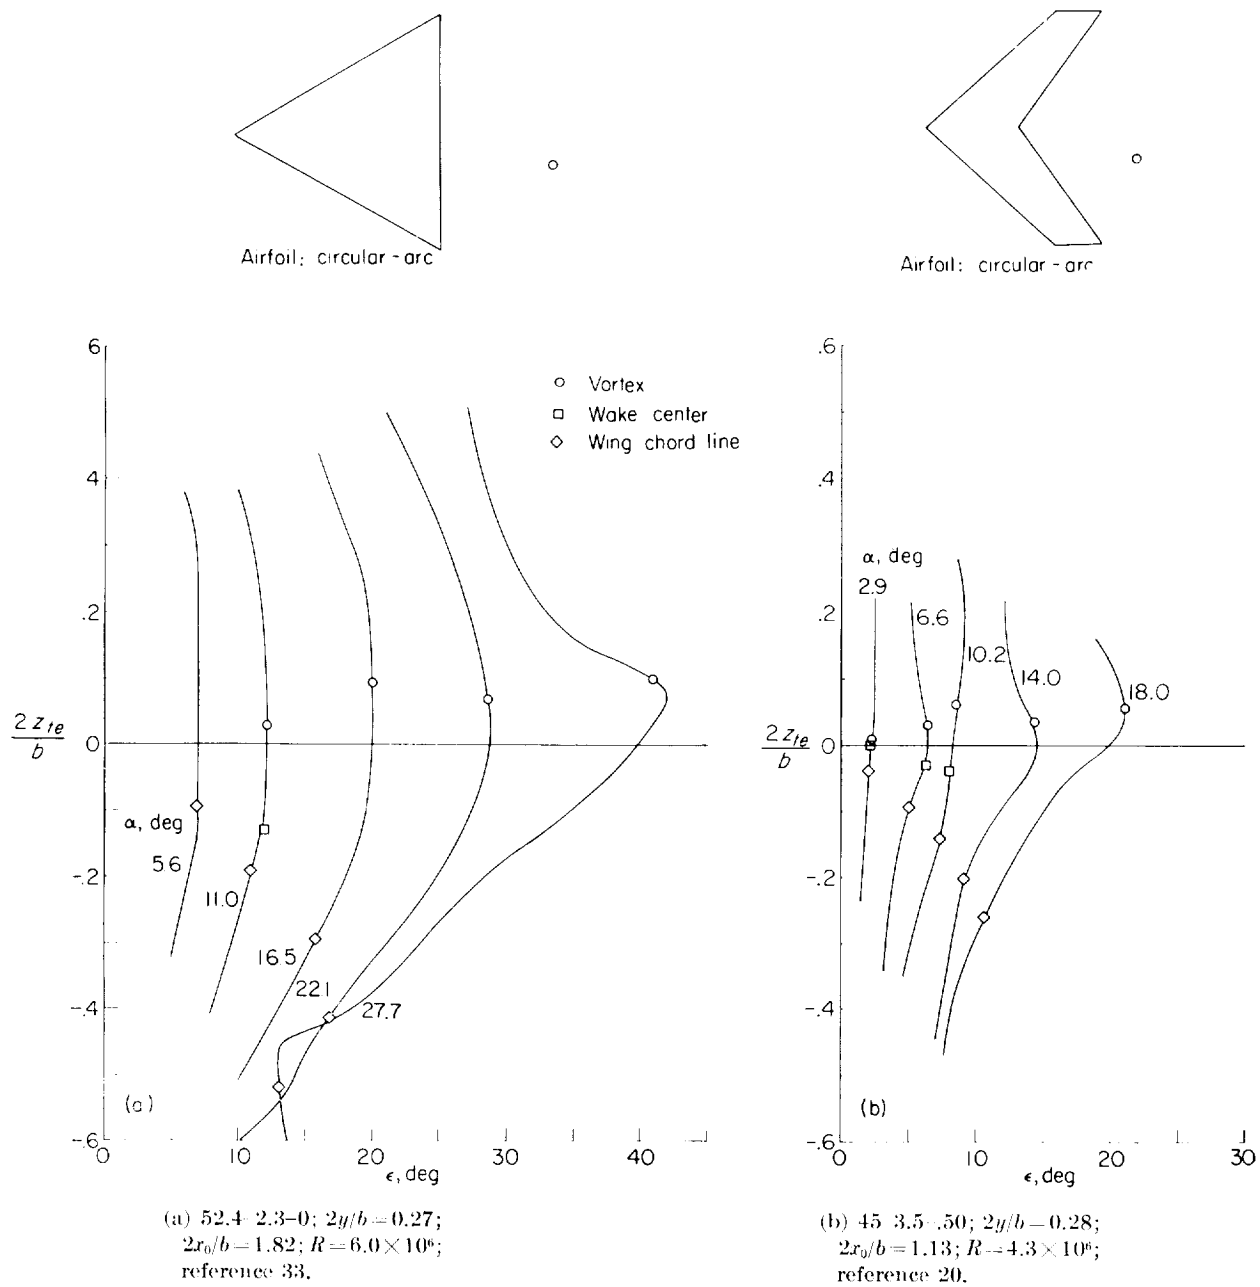 Airfoil: circular-arc
Airfoil: circular-arc
Vortex
Wake center
Wing chord line
6
4
.2
0
-.2
-.4
-.6
2 z_te
b
α, deg
5.6
11.0
16.5
22.1
27.7
(a)
0
10
20
30
40
ϵ, deg
.6
.4
.2
0
-.2
-.4
-.6
2 z_te
b
α, deg
2.9
6.6
10.2
14.0
18.0
(b)
0
10
20
30
ϵ, deg
(a) 52.4-2.3-0; 2y/b=0.27;
2x₀/b=1.82; R=6.0×10⁶;
reference 33.
(b) 45-3.5-.50; 2y/b=0.28;
2x₀/b=1.13; R=4.3×10⁶;
reference 20.